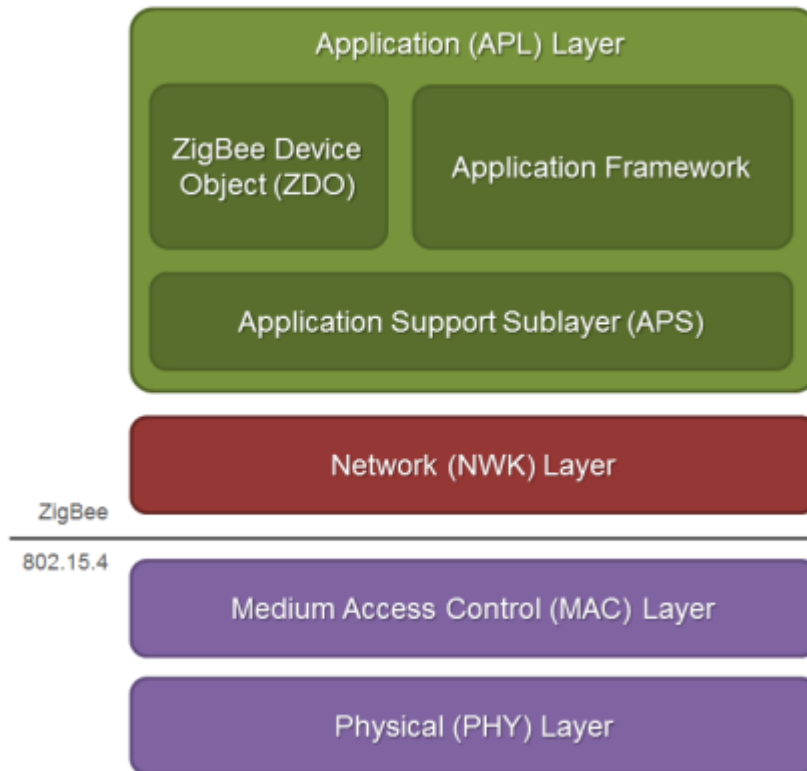 Application (APL) Layer
ZigBee Device
Object (ZDO)
Application Framework
Application Support Sublayer (APS)
Network (NWK) Layer
ZigBee
802.15.4
Medium Access Control (MAC) Layer
Physical (PHY) Layer